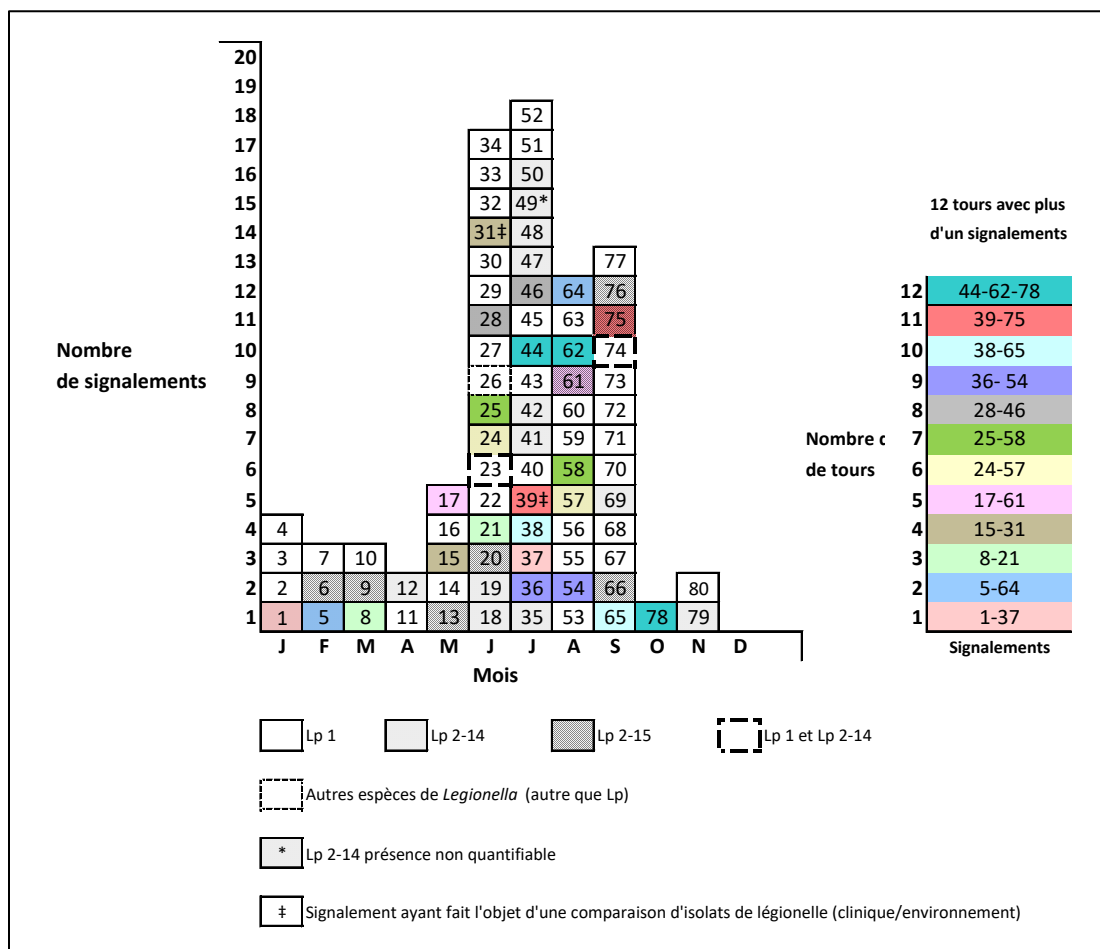 20
19
18 52
17 34 51
16 33 50
15 32 49*
14 31‡ 48
13 30 47 77
12 29 46 64 76
11 28 45 63 75
10 27 44 62 74
9 26 43 61 73
8 25 42 60 72
7 24 41 59 71
6 23 40 58 70
5 17 22 39‡ 57 69
4 4 16 21 38 56 68
3 3 7 10 15 20 37 55 67
2 2 6 9 12 14 19 36 54 66 80
1 1 5 8 11 13 18 35 53 65 78 79
J F M A M J J A S O N D
Mois
Nombre
de signalements
12 tours avec plus
d'un signalements
12 44-62-78
11 39-75
10 38-65
9 36- 54
8 28-46
7 25-58
6 24-57
5 17-61
4 15-31
3 8-21
2 5-64
1 1-37
Signalements
Nombre d
de tours
Lp 1 Lp 2-14 Lp 2-15 Lp 1 et Lp 2-14
Autres espèces de Legionella (autre que Lp)
* Lp 2-14 présence non quantifiable
‡ Signalement ayant fait l'objet d'une comparaison d'isolats de légionelle (clinique/environnement)